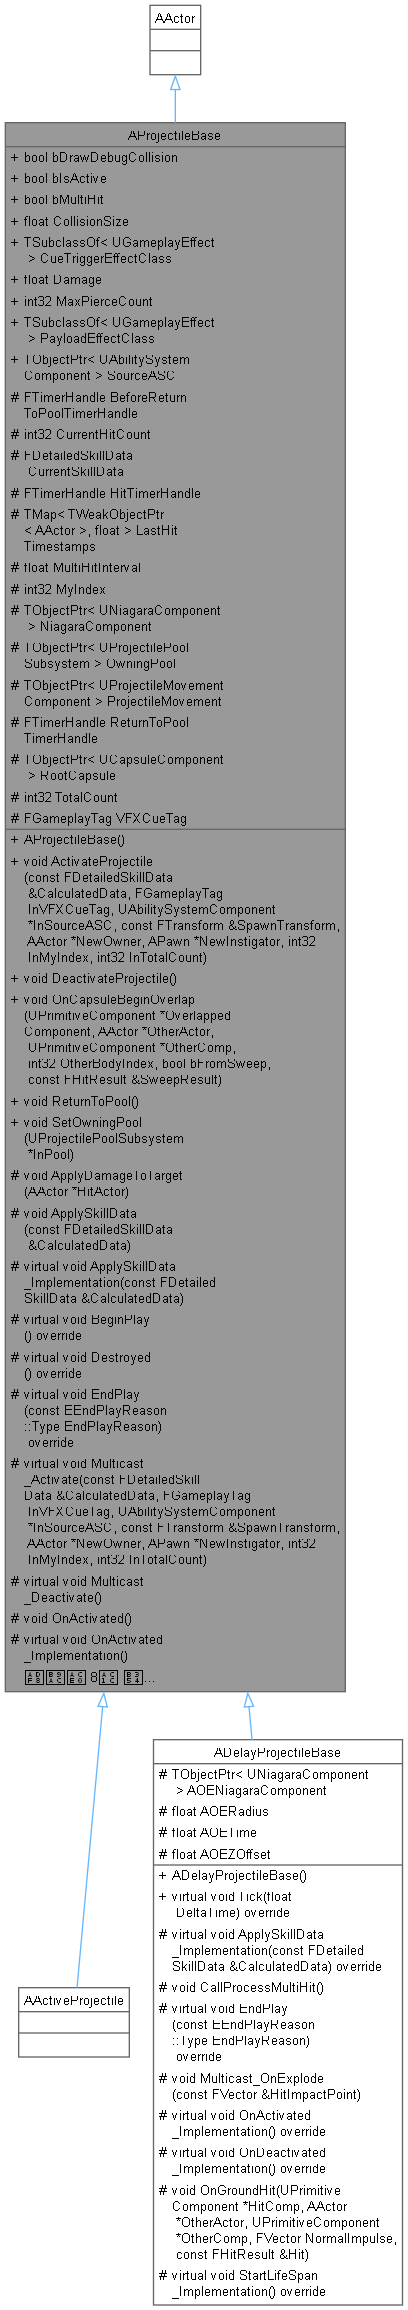 AActor
AProjectileBase
+ bool bDrawDebugCollision
+ bool bIsActive
+ bool bMultiHit
+ float CollisionSize
+ TSubclassOf< UGameplayEffect
> CueTriggerEffectClass
+ float Damage
+ int32 MaxPierceCount
+ TSubclassOf< UGameplayEffect
> PayloadEffectClass
+ TObjectPtr< UAbilitySystem
Component > SourceASC
# FTimerHandle BeforeReturn
ToPoolTimerHandle
# int32 CurrentHitCount
# FDetailedSkillData
CurrentSkillData
# FTimerHandle HitTimerHandle
# TMap< TWeakObjectPtr
< AActor >, float > LastHit
Timestamps
# float MultiHitInterval
# int32 MyIndex
# TObjectPtr< UNiagaraComponent
> NiagaraComponent
# TObjectPtr< UProjectilePool
Subsystem > OwningPool
# TObjectPtr< UProjectileMovement
Component > ProjectileMovement
# FTimerHandle ReturnToPool
TimerHandle
# TObjectPtr< UCapsuleComponent
> RootCapsule
# int32 TotalCount
# FGameplayTag VFXCueTag
+ AProjectileBase()
+ void ActivateProjectile
(const FDetailedSkillData
&CalculatedData, FGameplayTag
InVFXCueTag, UAbilitySystemComponent
*InSourceASC, const FTransform &SpawnTransform,
AActor *NewOwner, APawn *NewInstigator, int32
InMyIndex, int32 InTotalCount)
+ void DeactivateProjectile()
+ void OnCapsuleBeginOverlap
(UPrimitiveComponent *Overlapped
Component, AActor *OtherActor,
UPrimitiveComponent *OtherComp,
int32 OtherBodyIndex, bool bFromSweep,
const FHitResult &SweepResult)
+ void ReturnToPool()
+ void SetOwningPool
(UProjectilePoolSubsystem
*InPool)
# void ApplyDamageToTarget
(AActor *HitActor)
# void ApplySkillData
(const FDetailedSkillData
&CalculatedData)
# virtual void ApplySkillData
_Implementation(const FDetailed
SkillData &CalculatedData)
# virtual void BeginPlay
() override
# virtual void Destroyed
() override
# virtual void EndPlay
(const EEndPlayReason
::Type EndPlayReason)
override
# virtual void Multicast
_Activate(const FDetailedSkill
Data &CalculatedData, FGameplayTag
InVFXCueTag, UAbilitySystemComponent
*InSourceASC, const FTransform &SpawnTransform,
AActor *NewOwner, APawn *NewInstigator, int32
InMyIndex, int32 InTotalCount)
# virtual void Multicast
_Deactivate()
# void OnActivated()
# virtual void OnActivated
_Implementation()
8
...
ADelayProjectileBase
# TObjectPtr< UNiagaraComponent
> AOENiagaraComponent
# float AOERadius
# float AOETime
# float AOEZOffset
+ ADelayProjectileBase()
+ virtual void Tick(float
DeltaTime) override
# virtual void ApplySkillData
_Implementation(const FDetailed
SkillData &CalculatedData) override
# void CallProcessMultiHit()
# virtual void EndPlay
(const EEndPlayReason
::Type EndPlayReason)
override
# void Multicast_OnExplode
(const FVector &HitImpactPoint)
# virtual void OnActivated
_Implementation() override
# virtual void OnDeactivated
_Implementation() override
# void OnGroundHit(UPrimitive
Component *HitComp, AActor
*OtherActor, UPrimitiveComponent
*OtherComp, FVector NormalImpulse,
const FHitResult &Hit)
# virtual void StartLifeSpan
_Implementation() override
AActiveProjectile